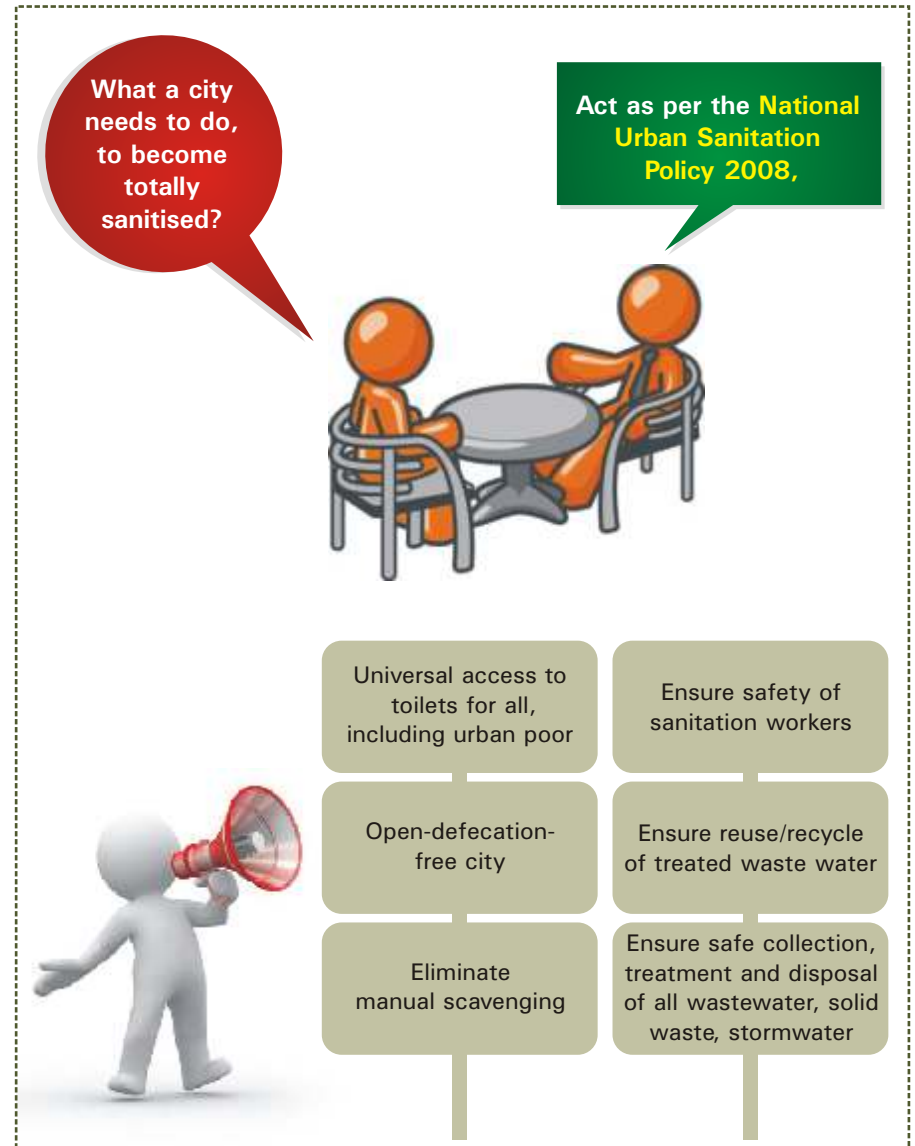 What a city
needs to do,
to become
totally
sanitised?
Act as per the National
Urban Sanitation
Policy 2008,
Universal access to
toilets for all,
including urban poor
Ensure safety of
sanitation workers
Open-defecation-
free city
Ensure reuse/recycle
of treated waste water
Eliminate
manual scavenging
Ensure safe collection,
treatment and disposal
of all wastewater, solid
waste, stormwater